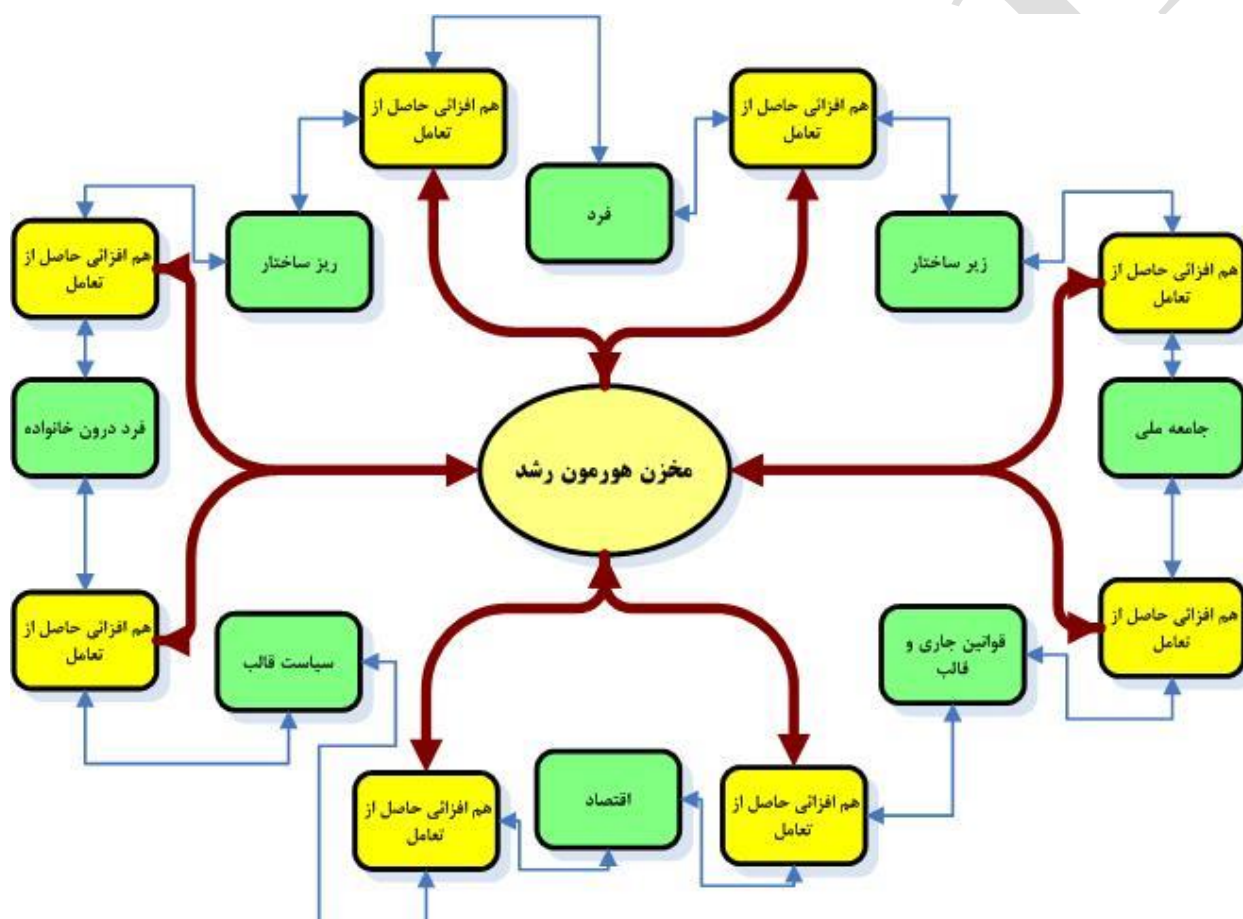 هم افزائی حاصل از
تعامل
هم افزائی حاصل از
تعامل
فرد
ریز ساختار
زیر ساختار
هم افزائی حاصل از
تعامل
هم افزائی حاصل از
تعامل
فرد درون خانواده
جامعه ملی
مخزن هورمون رشد
هم افزائی حاصل از
تعامل
هم افزائی حاصل از
تعامل
سیاست قالب
قوانین جاری و
قالب
اقتصاد
هم افزائی حاصل از
تعامل
هم افزائی حاصل از
تعامل